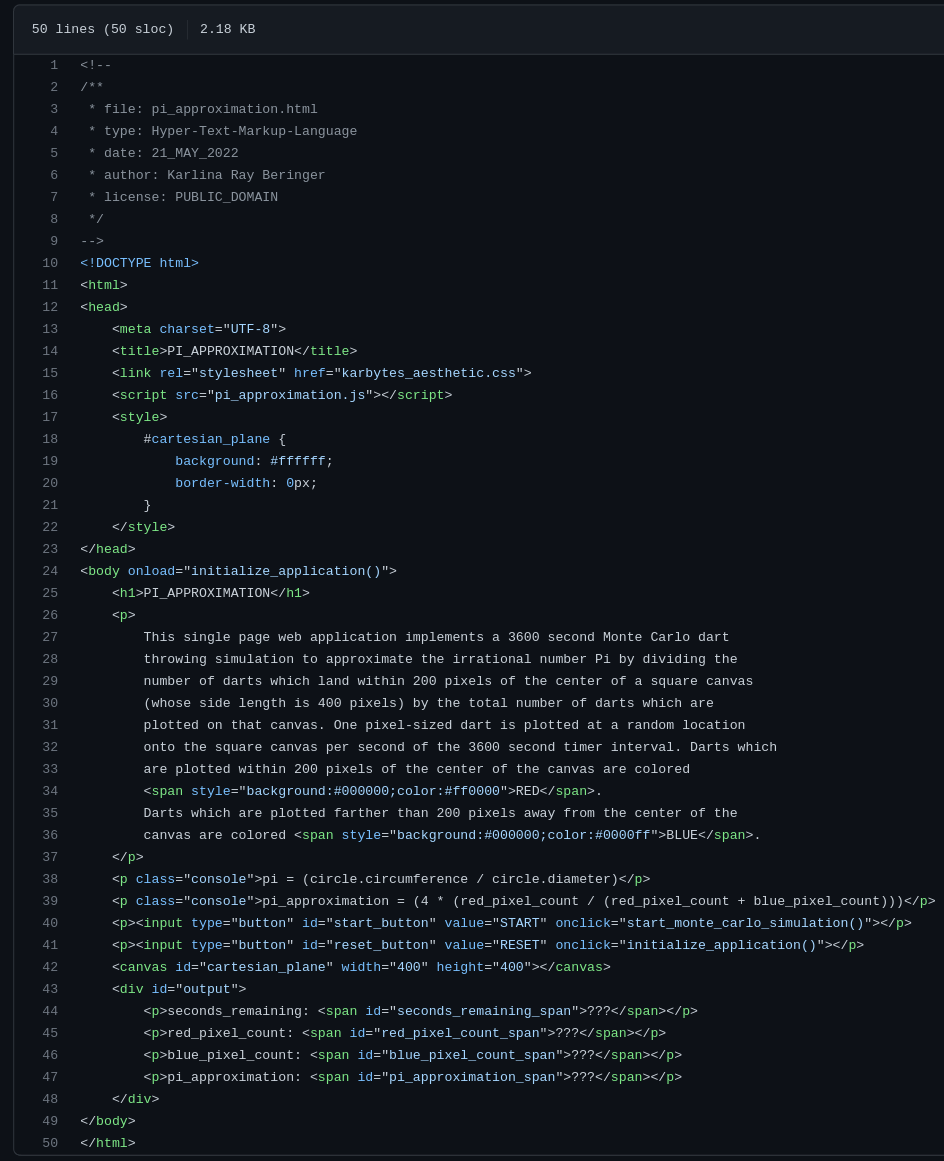 50 lines (50 sloc) 2.18 KB
1 <!--
2 /**
3  * file: pi_approximation.html
4  * type: Hyper-Text-Markup-Language
5  * date: 21_MAY_2022
6  * author: Karlina Ray Beringer
7  * license: PUBLIC_DOMAIN
8  */
9 -->
10 <!DOCTYPE html>
11 <html>
12 <head>
13     <meta charset="UTF-8">
14     <title>PI_APPROXIMATION</title>
15     <link rel="stylesheet" href="karbytes_aesthetic.css">
16     <script src="pi_approximation.js"></script>
17     <style>
18         #cartesian_plane {
19             background: #ffffff;
20             border-width: 0px;
21         }
22     </style>
23 </head>
24 <body onload="initialize_application()">
25     <h1>PI_APPROXIMATION</h1>
26     <p>
27         This single page web application implements a 3600 second Monte Carlo dart
28         throwing simulation to approximate the irrational number Pi by dividing the
29         number of darts which land within 200 pixels of the center of a square canvas
30         (whose side length is 400 pixels) by the total number of darts which are
31         plotted on that canvas. One pixel-sized dart is plotted at a random location
32         onto the square canvas per second of the 3600 second timer interval. Darts which
33         are plotted within 200 pixels of the center of the canvas are colored
34         <span style="background:#000000;color:#ff0000">RED</span>.
35         Darts which are plotted farther than 200 pixels away from the center of the
36         canvas are colored <span style="background:#000000;color:#0000ff">BLUE</span>.
37     </p>
38     <p class="console">pi = (circle.circumference / circle.diameter)</p>
39     <p class="console">pi_approximation = (4 * (red_pixel_count / (red_pixel_count + blue_pixel_count)))</p>
40     <p><input type="button" id="start_button" value="START" onclick="start_monte_carlo_simulation()"></p>
41     <p><input type="button" id="reset_button" value="RESET" onclick="initialize_application()"></p>
42     <canvas id="cartesian_plane" width="400" height="400"></canvas>
43     <div id="output">
44         <p>seconds_remaining: <span id="seconds_remaining_span">???</span></p>
45         <p>red_pixel_count: <span id="red_pixel_count_span">???</span></p>
46         <p>blue_pixel_count: <span id="blue_pixel_count_span">???</span></p>
47         <p>pi_approximation: <span id="pi_approximation_span">???</span></p>
48     </div>
49 </body>
50 </html>